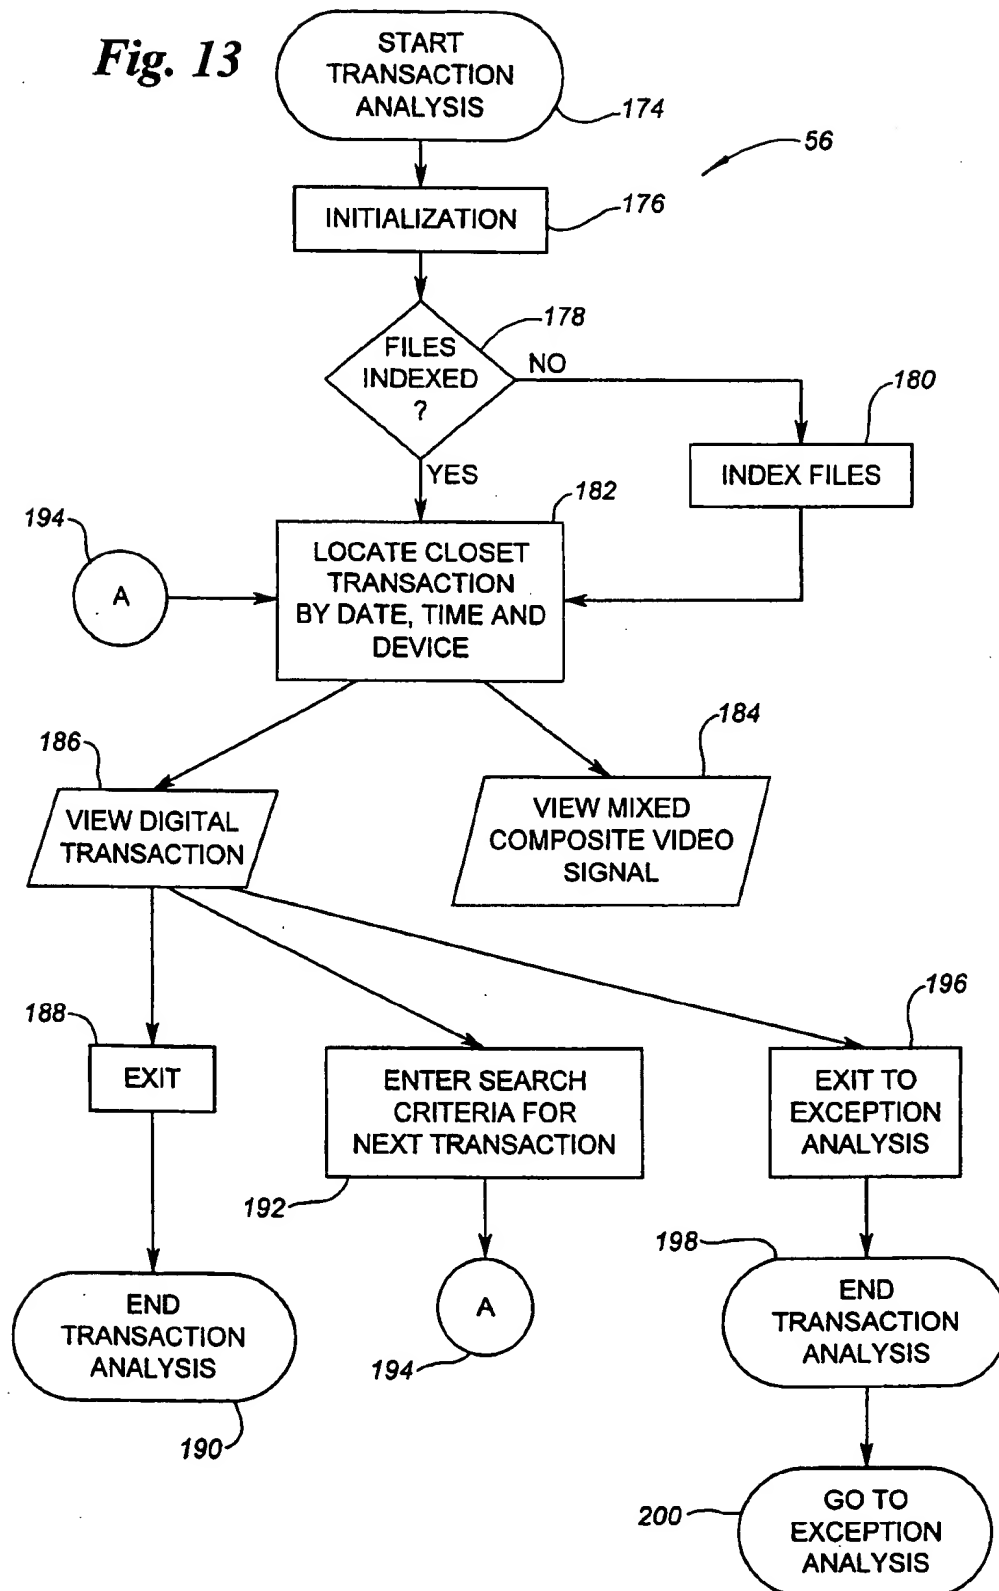 Fig. 13
START
TRANSACTION
ANALYSIS
174
56
INITIALIZATION
176
178
FILES
INDEXED
?
NO
180
INDEX FILES
YES
182
194
A
LOCATE CLOSET
TRANSACTION
BY DATE, TIME AND
DEVICE
186
184
VIEW DIGITAL
TRANSACTION
VIEW MIXED
COMPOSITE VIDEO
SIGNAL
188
196
EXIT
ENTER SEARCH
CRITERIA FOR
NEXT TRANSACTION
EXIT TO
EXCEPTION
ANALYSIS
192
198
END
TRANSACTION
ANALYSIS
A
END
TRANSACTION
ANALYSIS
194
190
200
GO TO
EXCEPTION
ANALYSIS